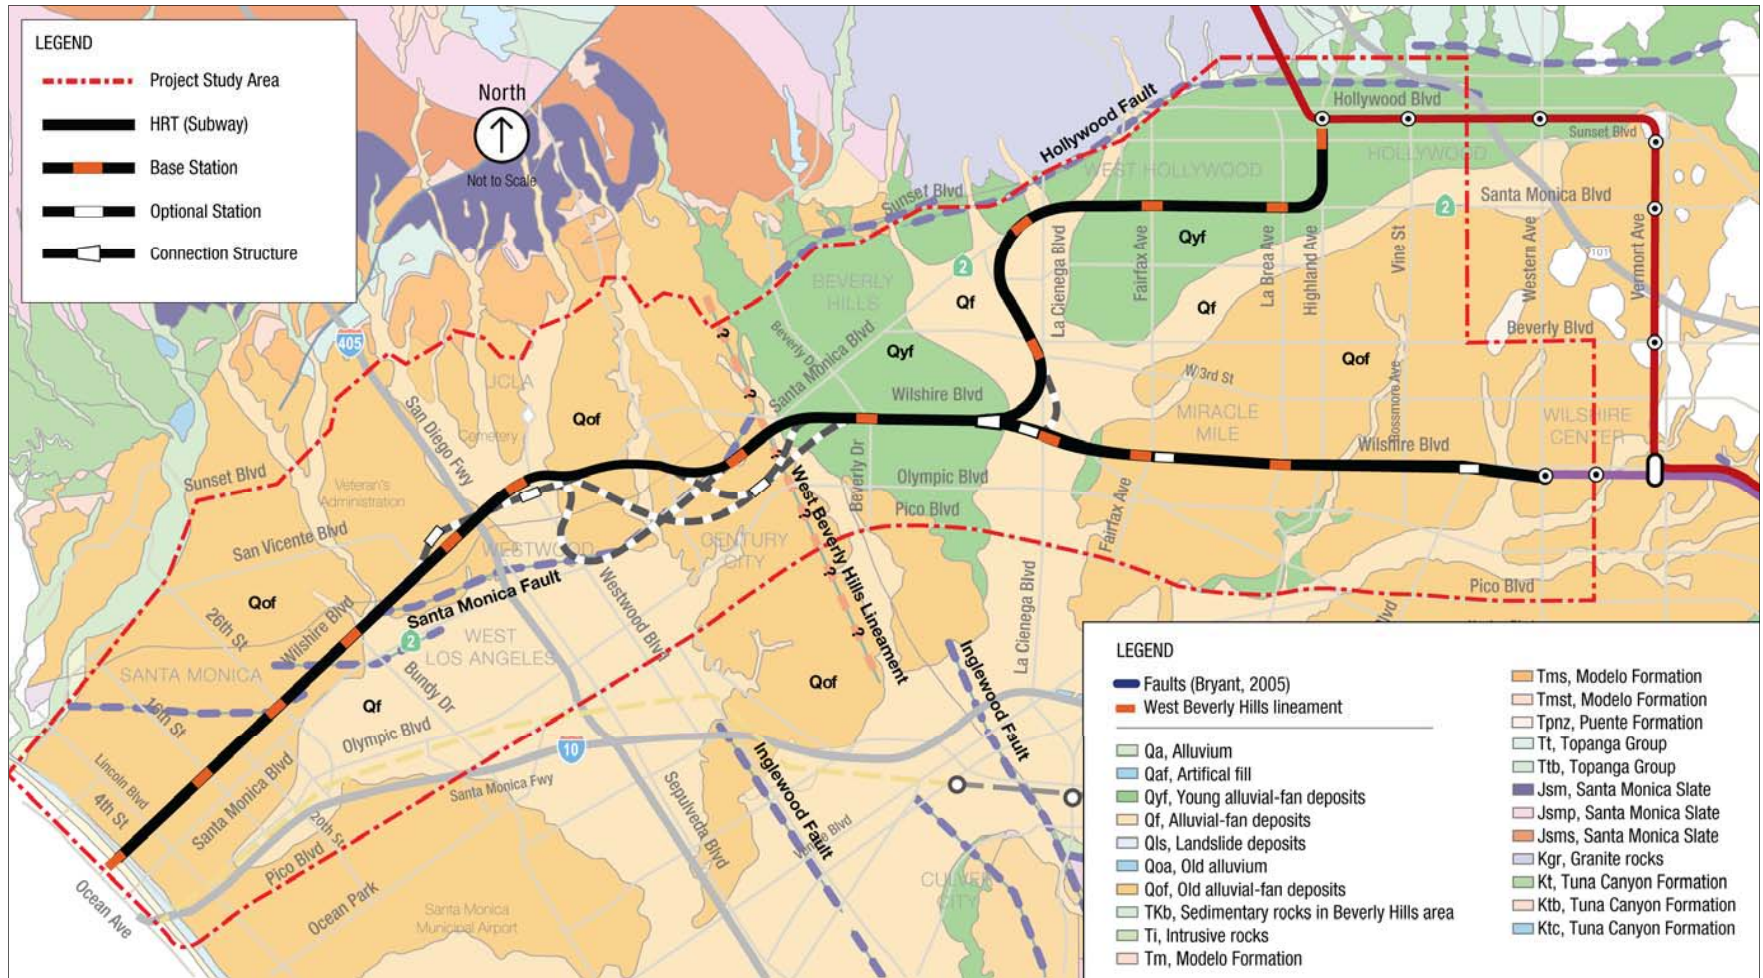 LEGEND
Project Study Area
HRT (Subway)
Base Station
Optional Station
Connection Structure
North
Not to Scale
Hollywood Fault
Hollywood Blvd
Sunset Blvd
WEST HOLLYWOOD
HOLLYWOOD
Sunset Blvd
Santa Monica Blvd
2
2
Qyf
La Cienega Blvd
Fairfax Ave
La Brea Ave
Highland Ave
Vine St
Western Ave
Vermont Ave
101
BEVERLY
HILLS
Qf
Qf
405
?
Beverly Dr
Santa Monica Blvd
Qyf
Beverly Blvd
Qof
W 3rd St
UCLA
San Diego Fwy
Qof
?
Wilshire Blvd
MIRACLE
MILE
Rossmore Ave
WILSHIRE
CENTER
Cemetery
Wilshire Blvd
Sunset Blvd
Veteran's
Administration
West Beverly Hills Lineament
Beverly Dr
Olympic Blvd
Pico Blvd
Fairfax Ave
?
San Vicente Blvd
WESTWOOD
CENTURY
CITY
?
Santa Monica Fault
Westwood Blvd
La Cienega Blvd
Pico Blvd
Qof
26th St
Wilshire Blvd
2
WEST
LOS ANGELES
?
Blvd
SANTA MONICA
Bundy Dr
Qof
Inglewood Fault
16th St
Qf
Olympic Blvd
10
Inglewood Fault
Lincoln Blvd
4th St
Santa Monica Blvd
Santa Monica Fwy
Sepulveda Blvd
20th St
Venice Blvd
Pico Blvd
Ocean Park
Ocean Ave
Santa Monica
Municipal Airport
CULVER
CITY
LEGEND
Faults (Bryant, 2005)
West Beverly Hills lineament
Qa, Alluvium
Qaf, Artifical fill
Qyf, Young alluvial-fan deposits
Qf, Alluvial-fan deposits
Qls, Landslide deposits
Qoa, Old alluvium
Qof, Old alluvial-fan deposits
TKb, Sedimentary rocks in Beverly Hills area
Ti, Intrusive rocks
Tm, Modelo Formation
Tms, Modelo Formation
Tmst, Modelo Formation
Tpnz, Puente Formation
Tt, Topanga Group
Ttb, Topanga Group
Jsm, Santa Monica Slate
Jsmp, Santa Monica Slate
Jsms, Santa Monica Slate
Kgr, Granite rocks
Kt, Tuna Canyon Formation
Ktb, Tuna Canyon Formation
Ktc, Tuna Canyon Formation